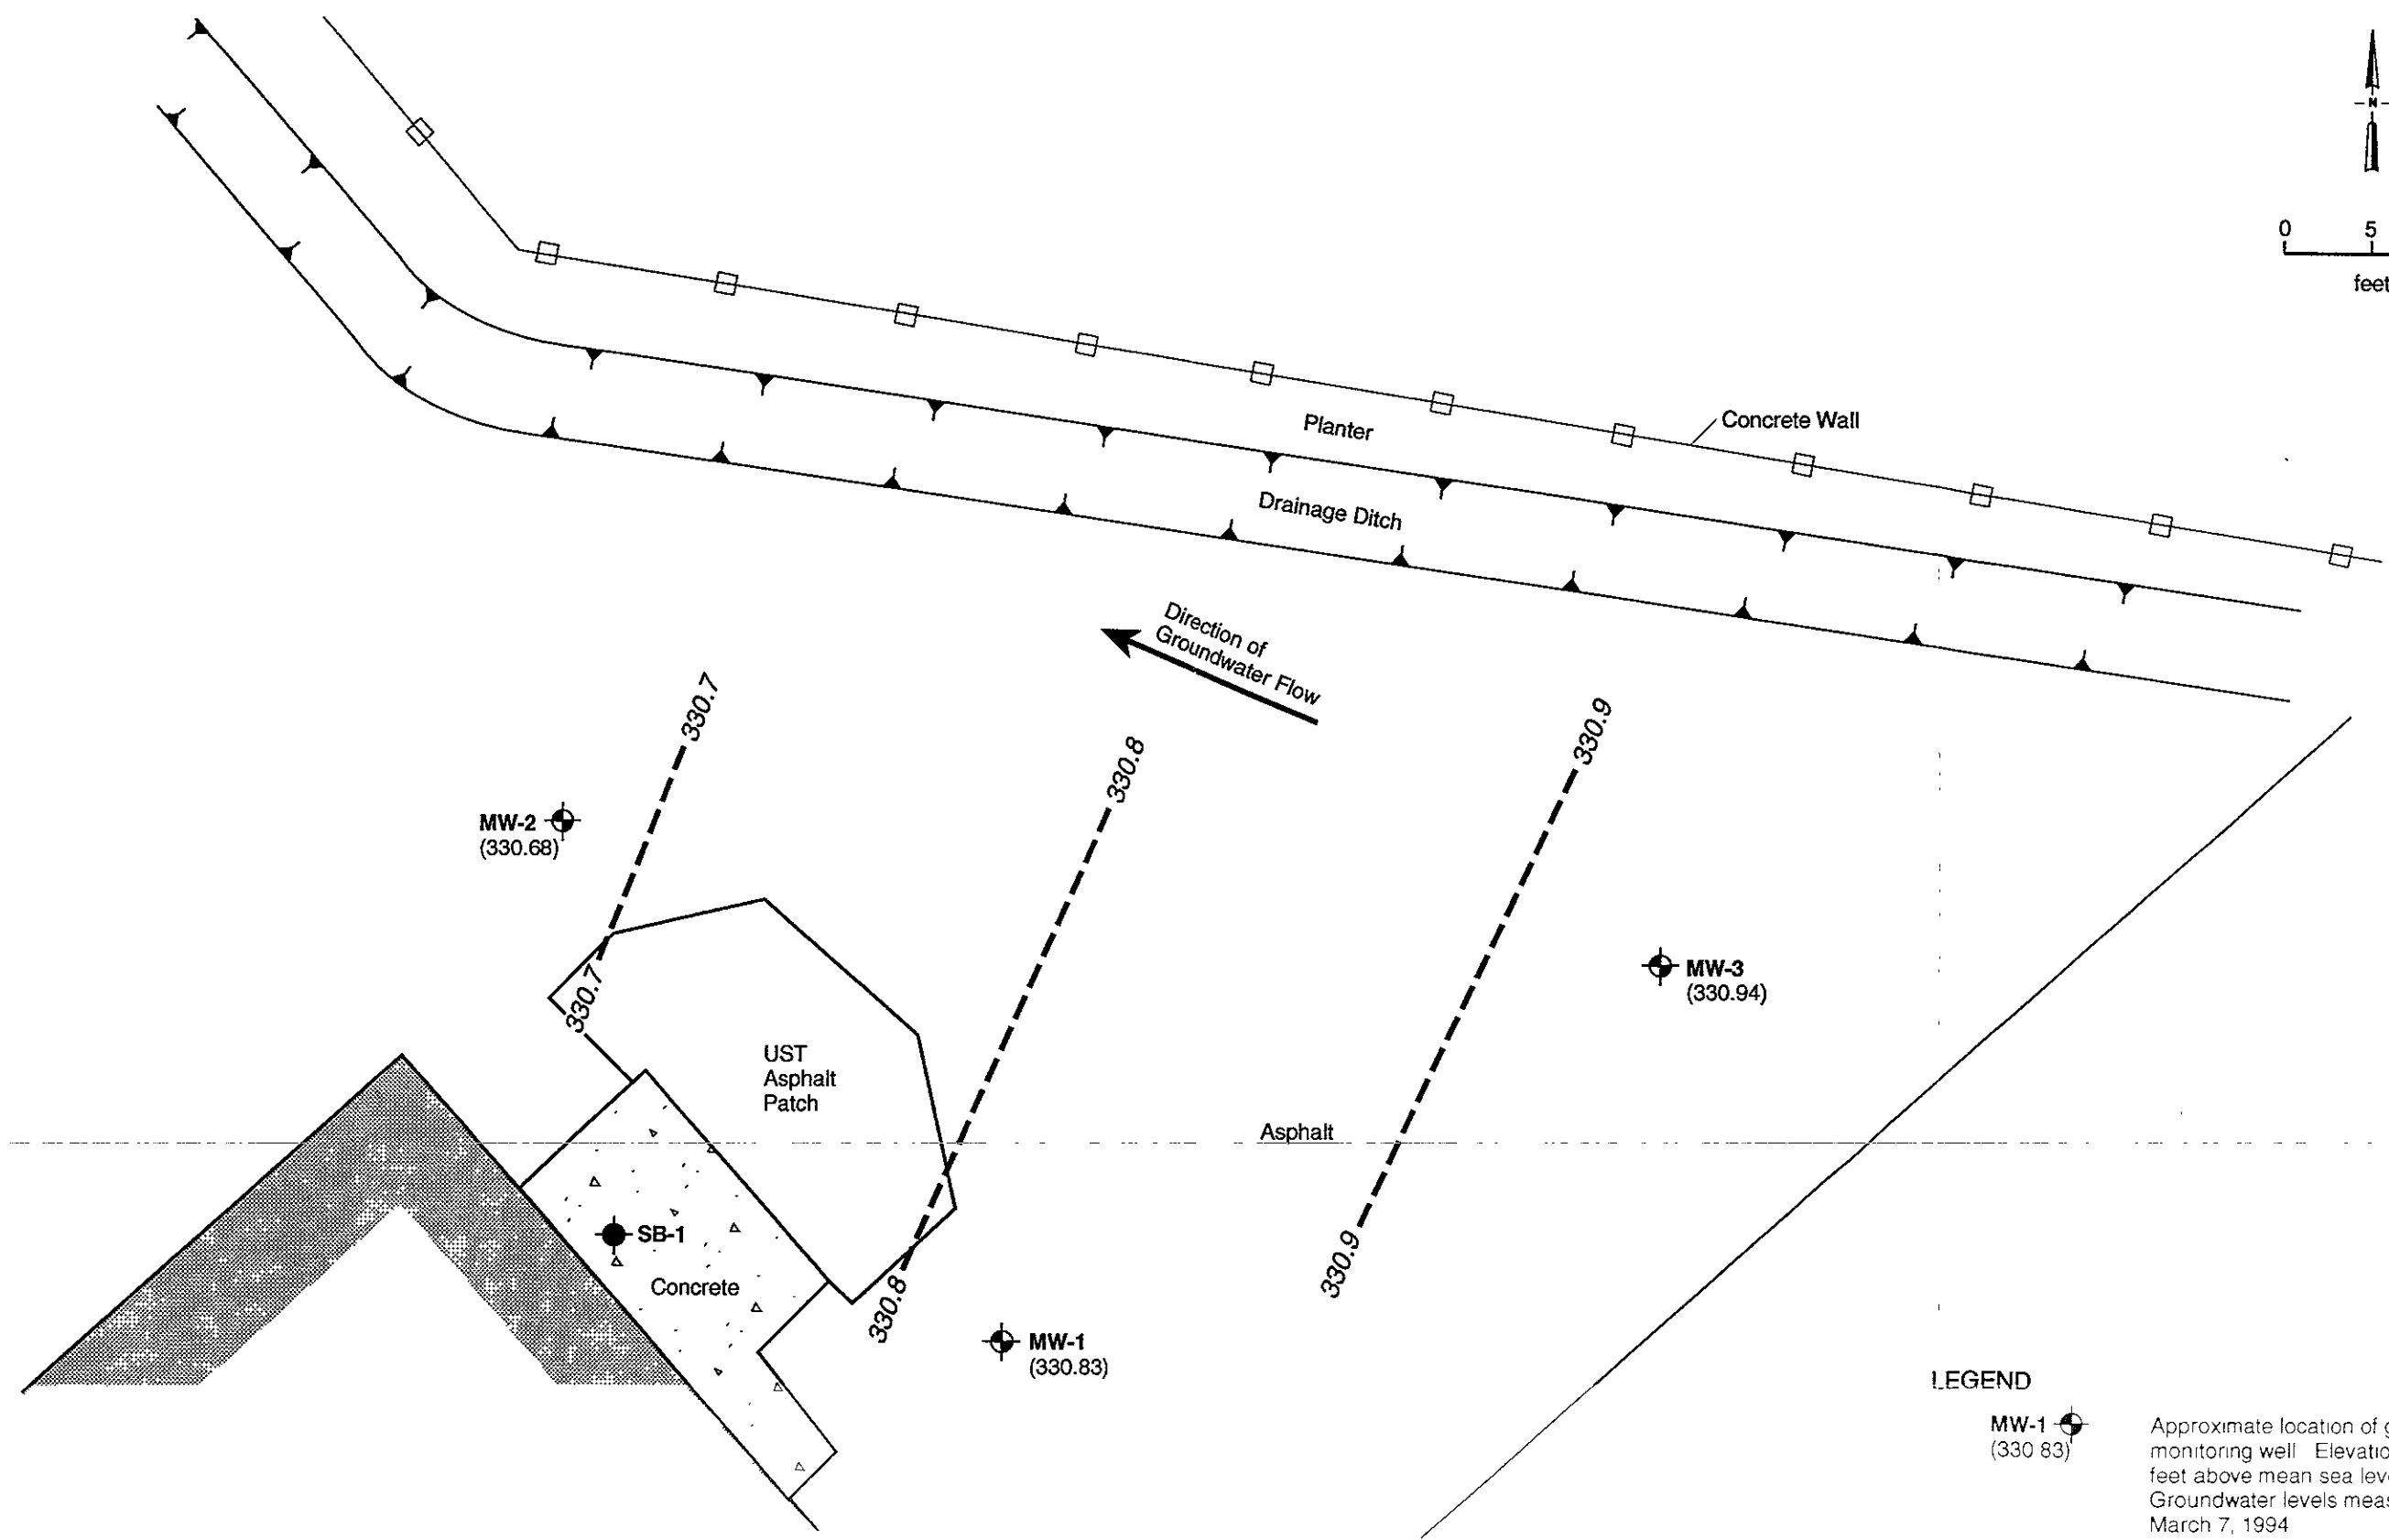 N
0 5
feet
Concrete Wall
Planter
Drainage Ditch
Direction of
Groundwater Flow
330.7
330.8
330.9
MW-2
(330.68)
MW-3
(330.94)
330.7
UST
Asphalt
Patch
Asphalt
SB-1
Concrete
330.9
330.8
MW-1
(330.83)
LEGEND
MW-1
(330 83)
Approximate location of
monitoring well Elevatio
feet above mean sea lev
Groundwater levels meas
March 7, 1994